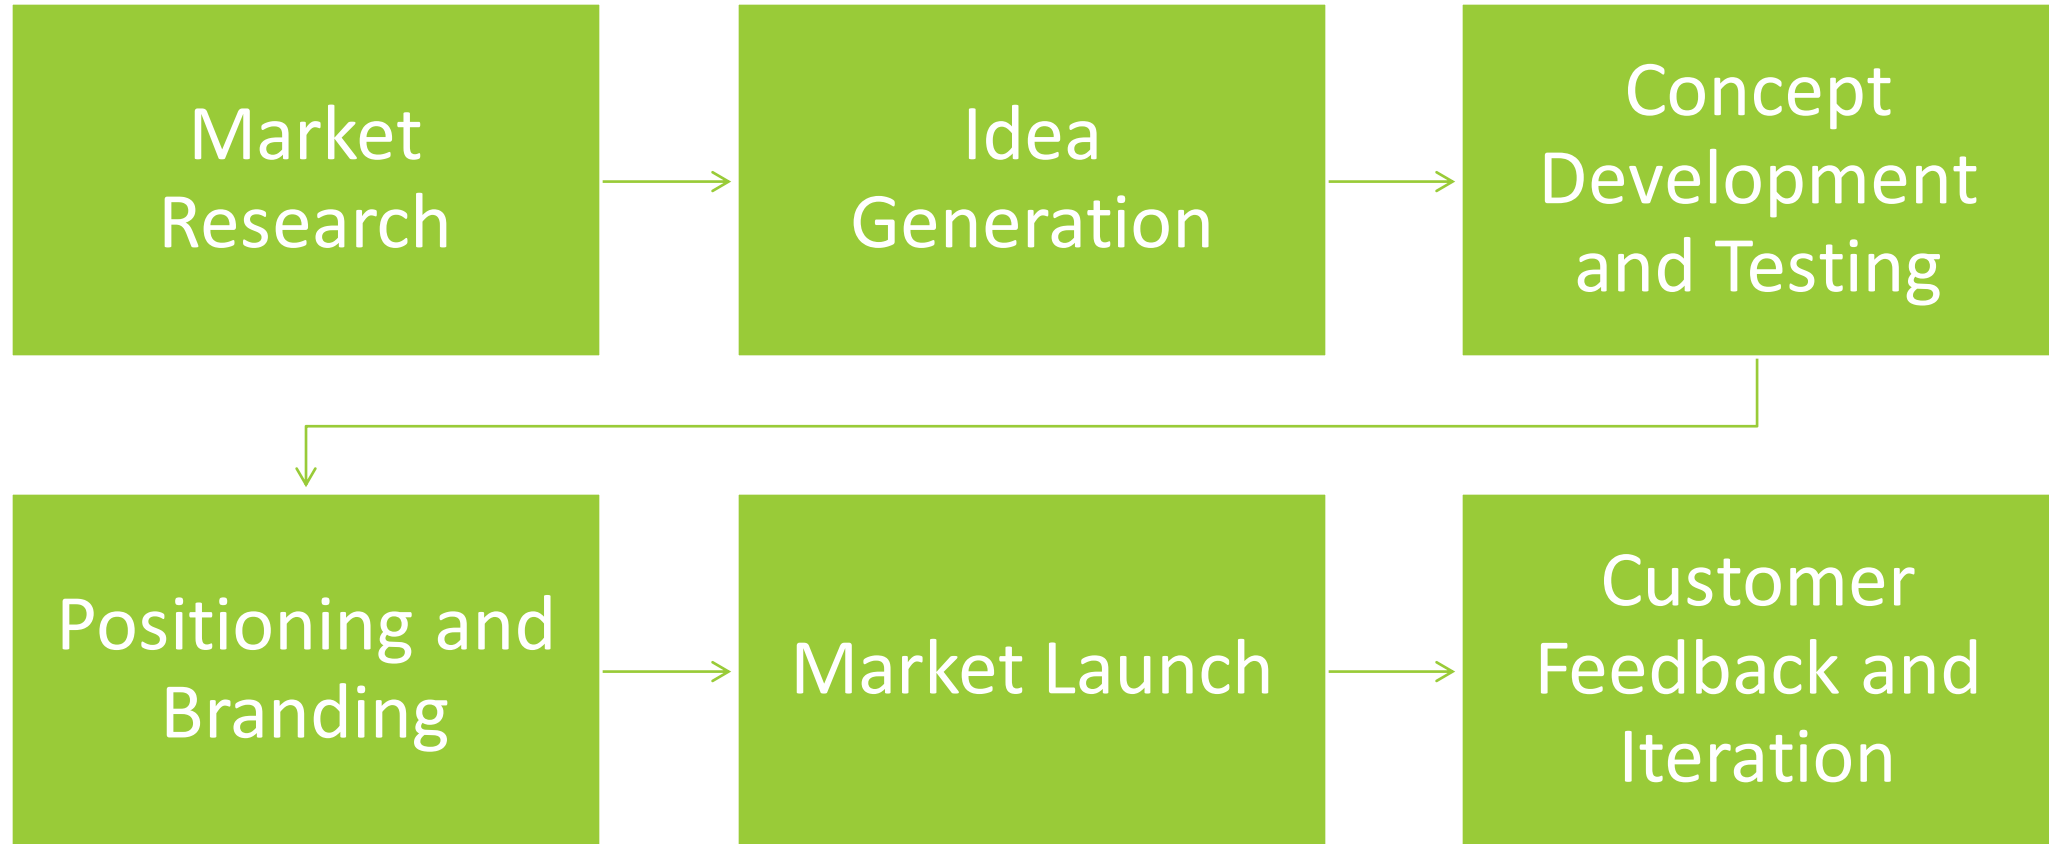 Market
Research
Idea
Generation
Concept
Development
and Testing
Positioning and
Branding
Market Launch
Customer
Feedback and
Iteration